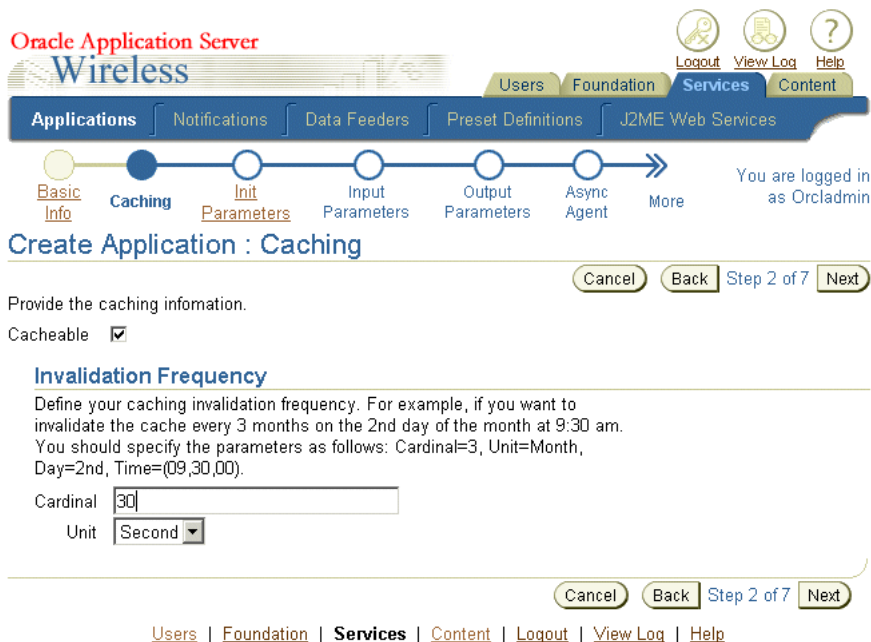 Oracle Application Server
Wireless
Logout View Log Help
?
Users Foundation Services Content
Applications Notifications Data Feeders Preset Definitions J2ME Web Services
Basic Info
Caching
Init Parameters
Input Parameters
Output Parameters
Async Agent
More
You are logged in
as Orcladmin
Create Application : Caching
Cancel Back Step 2 of 7 Next
Provide the caching infomation.
Cacheable
Invalidation Frequency
Define your caching invalidation frequency. For example, if you want to
invalidate the cache every 3 months on the 2nd day of the month at 9:30 am.
You should specify the parameters as follows: Cardinal=3, Unit=Month,
Day=2nd, Time=(09,30,00).
Cardinal 30
Unit Second
Cancel Back Step 2 of 7 Next
Users | Foundation | Services | Content | Logout | View Log | Help